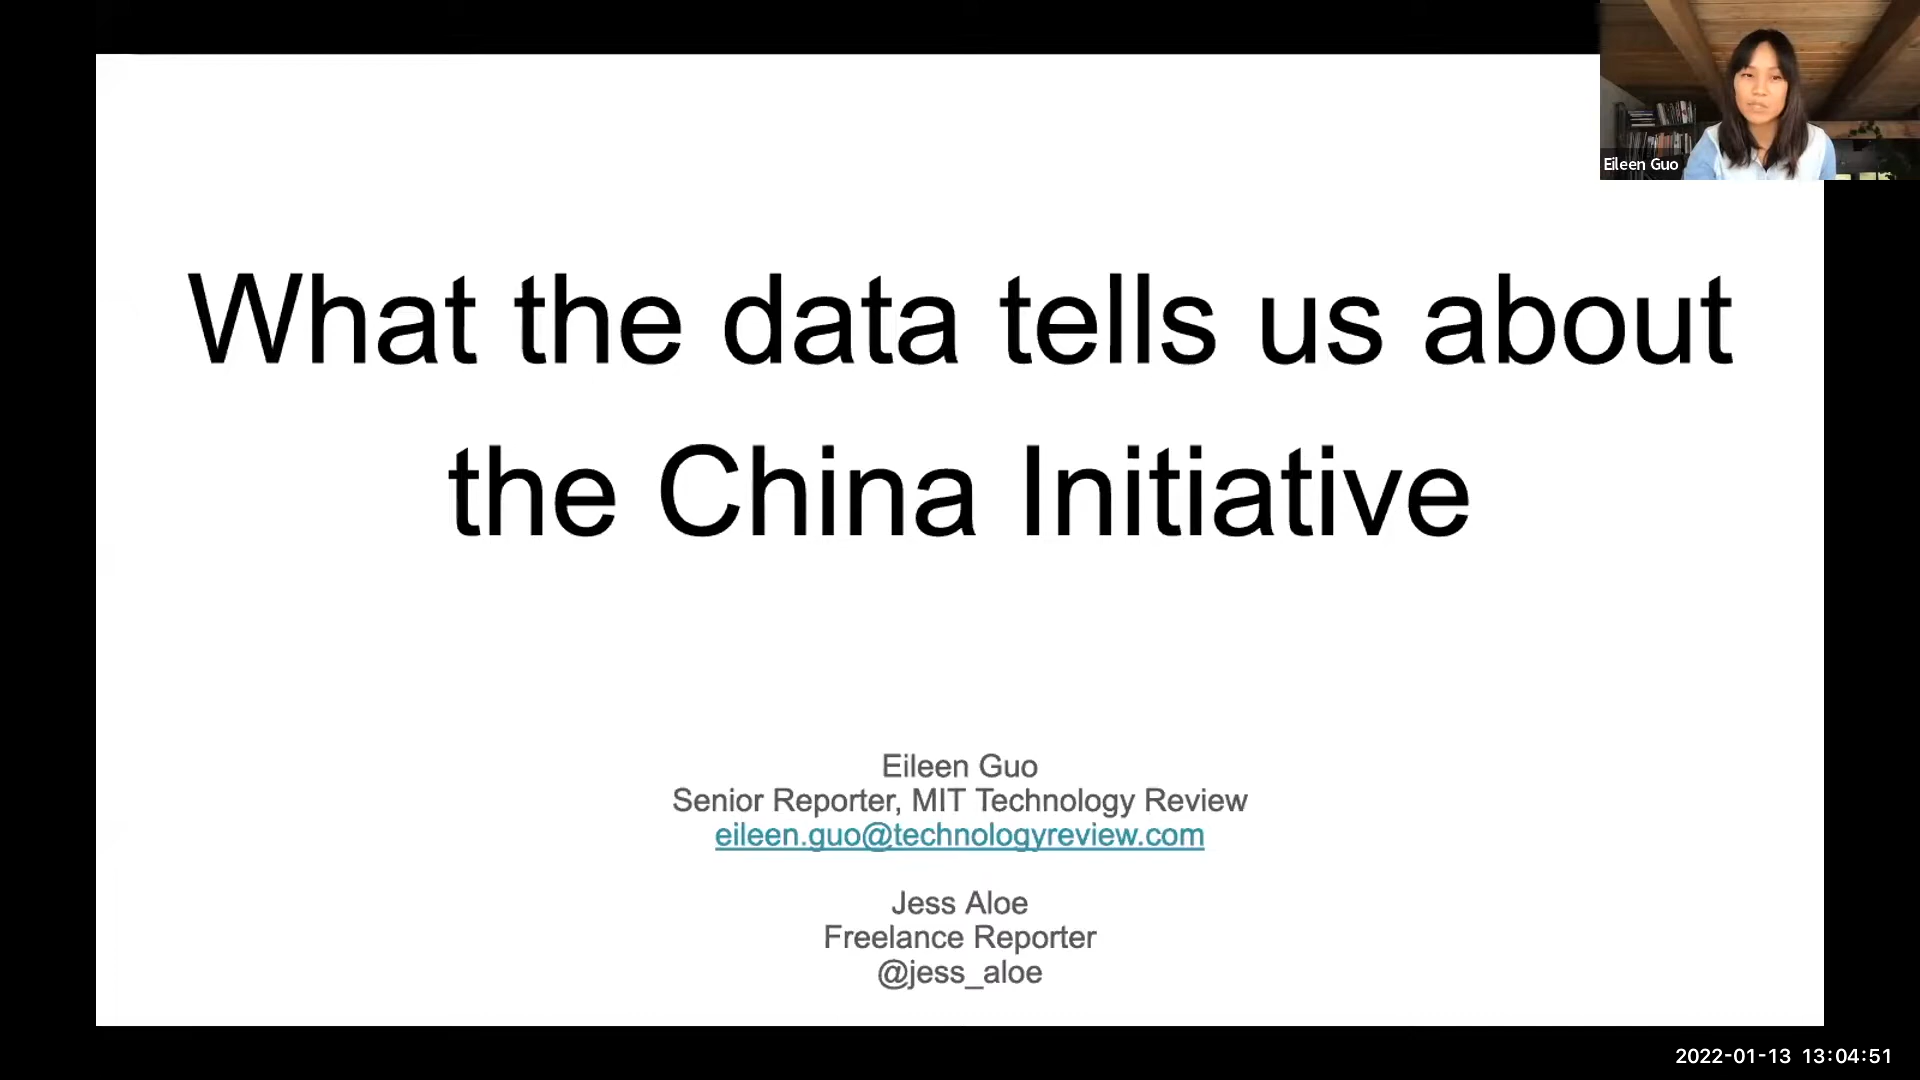 Eileen Guo
What the data tells us about
the China Initiative
Eileen Guo
Senior Reporter, MIT Technology Review
eileen.guo@technologyreview.com
Jess Aloe
Freelance Reporter
@jess_aloe
2022-01-13 13:04:51